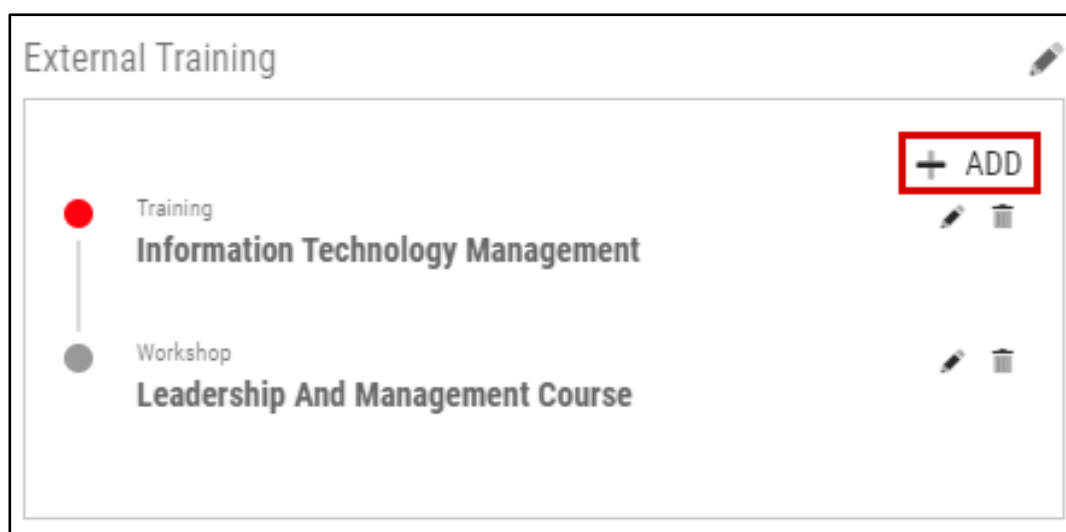 External Training
+ ADD
Training
Information Technology Management
Workshop
Leadership And Management Course